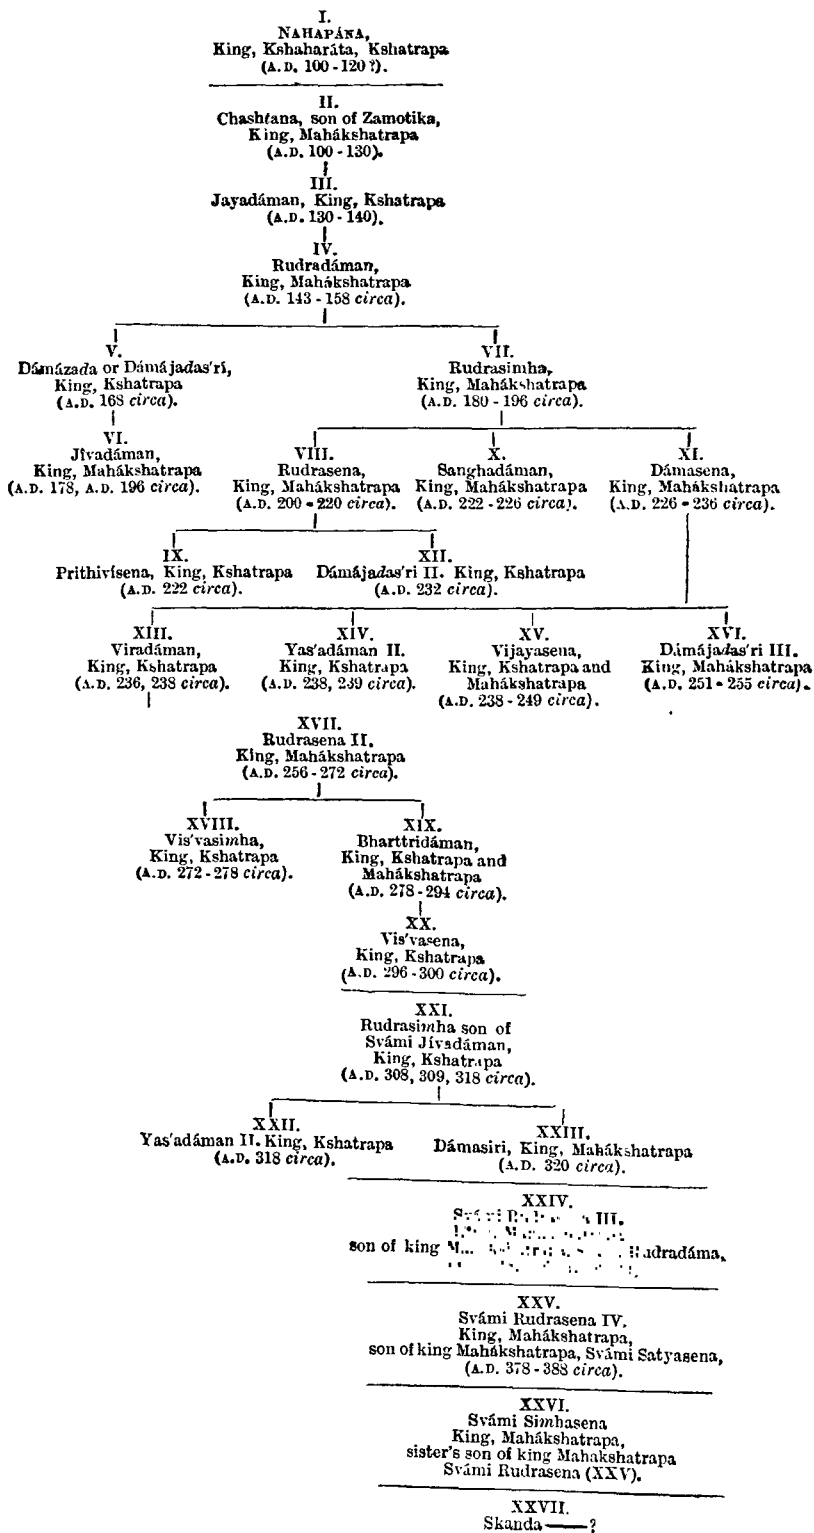 I.
NAHAPÁNA,
King, Kshaharáta, Kshatrapa
(A.D. 100-120 ?).
II.
Chashtana, son of Zamotika,
King, Mahákshatrapa
(A.D. 100-130).
III.
Jayadáman, King, Kshatrapa
(A.D. 130-140).
IV.
Rudradáman,
King, Mahákshatrapa
(A.D. 143-158 circa).
V.
Dámázada or Dámájadas'rí,
King, Kshatrapa
(A.D. 168 circa).
VII.
Rudrasimha,
King, Mahákshatrapa
(A.D. 180-196 circa).
VI.
Jívadáman,
King, Mahákshatrapa
(A.D. 178, A.D. 196 circa).
VIII.
Rudrasena,
King, Mahákshatrapa
(A.D. 200-220 circa).
X.
Sanghadáman,
King, Mahákshatrapa
(A.D. 222-226 circa).
XI.
Dámasena,
King, Mahákshatrapa
(A.D. 226-236 circa).
IX.
Prithivísena, King, Kshatrapa
(A.D. 222 circa).
XII.
Dámájadas'ri II. King, Kshatrapa
(A.D. 232 circa).
XIII.
Viradáman,
King, Kshatrapa
(A.D. 236, 238 circa).
XIV.
Yas'adáman II.
King, Kshatrapa
(A.D. 238, 239 circa).
XV.
Vijayasena,
King, Kshatrapa and
Mahákshatrapa
(A.D. 238-249 circa).
XVI.
Dámájadas'ri III.
King, Mahákshatrapa
(A.D. 251-255 circa).
XVII.
Rudrasena II.
King, Mahákshatrapa
(A.D. 256-272 circa).
XVIII.
Vis'vasimha,
King, Kshatrapa
(A.D. 272-278 circa).
XIX.
Bharttridáman,
King, Kshatrapa and
Mahákshatrapa
(A.D. 278-294 circa).
XX.
Vis'vasena,
King, Kshatrapa
(A.D. 296-300 circa).
XXI.
Rudrasimha son of
Svámi Jívadáman,
King, Kshatrapa
(A.D. 308, 309, 318 circa).
XXII.
Yas'adáman II. King, Kshatrapa
(A.D. 318 circa).
XXIII.
Dámasiri, King, Mahákshatrapa
(A.D. 320 circa).
XXIV.
III.
son of king Rudradáma,
XXV.
Svámi Rudrasena IV.
King, Mahákshatrapa,
son of king Mahákshatrapa, Svámi Satyasena,
(A.D. 378-388 circa).
XXVI.
Svámi Simhasena
King, Mahákshatrapa,
sister's son of king Mahakshatrapa
Svámi Rudrasena (XXV).
XXVII.
Skanda——?